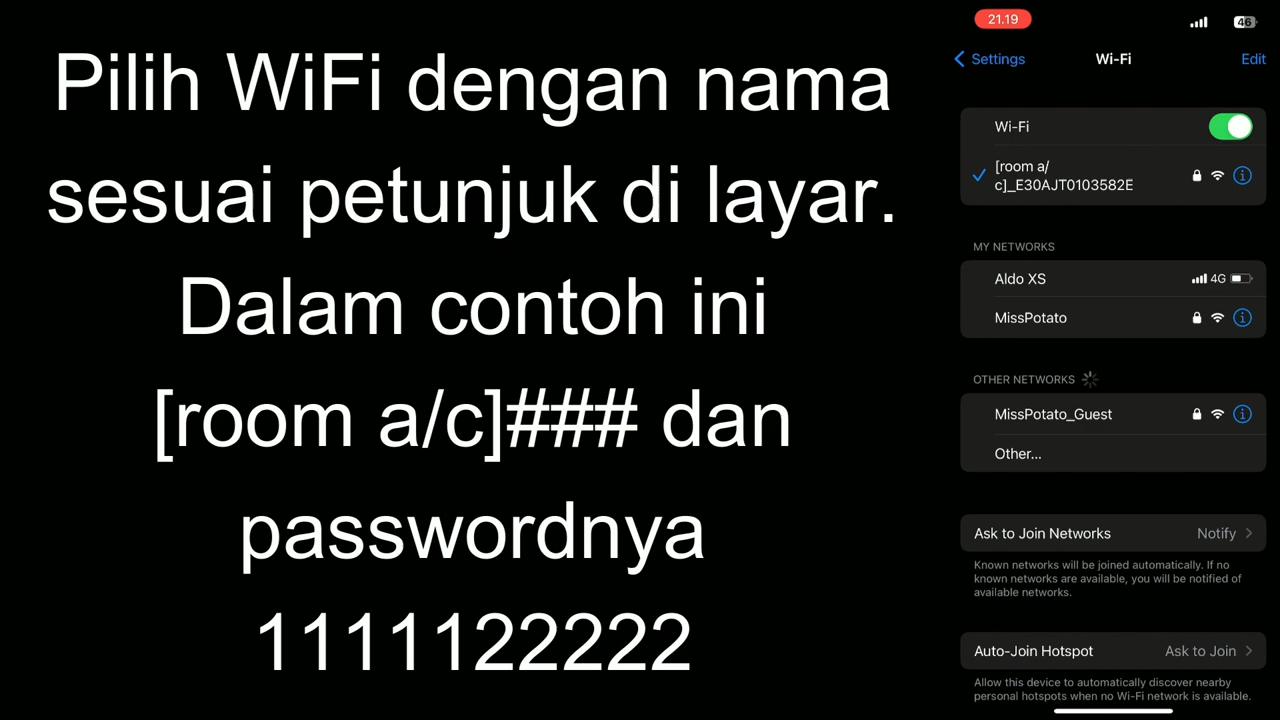 Pilih WiFi dengan nama
sesuai petunjuk di layar.
Dalam contoh ini
[room a/c]### dan
passwordnya
1111122222
21.19
46
Settings
Wi-Fi
Edit
Wi-Fi
[room a/
c]_E30AJT0103582E
MY NETWORKS
Aldo XS
4G
MissPotato
OTHER NETWORKS
MissPotato_Guest
Other...
Ask to Join Networks
Notify
Known networks will be joined automatically. If no
known networks are available, you will be notified of
available networks.
Auto-Join Hotspot
Ask to Join
Allow this device to automatically discover nearby
personal hotspots when no Wi-Fi network is available.